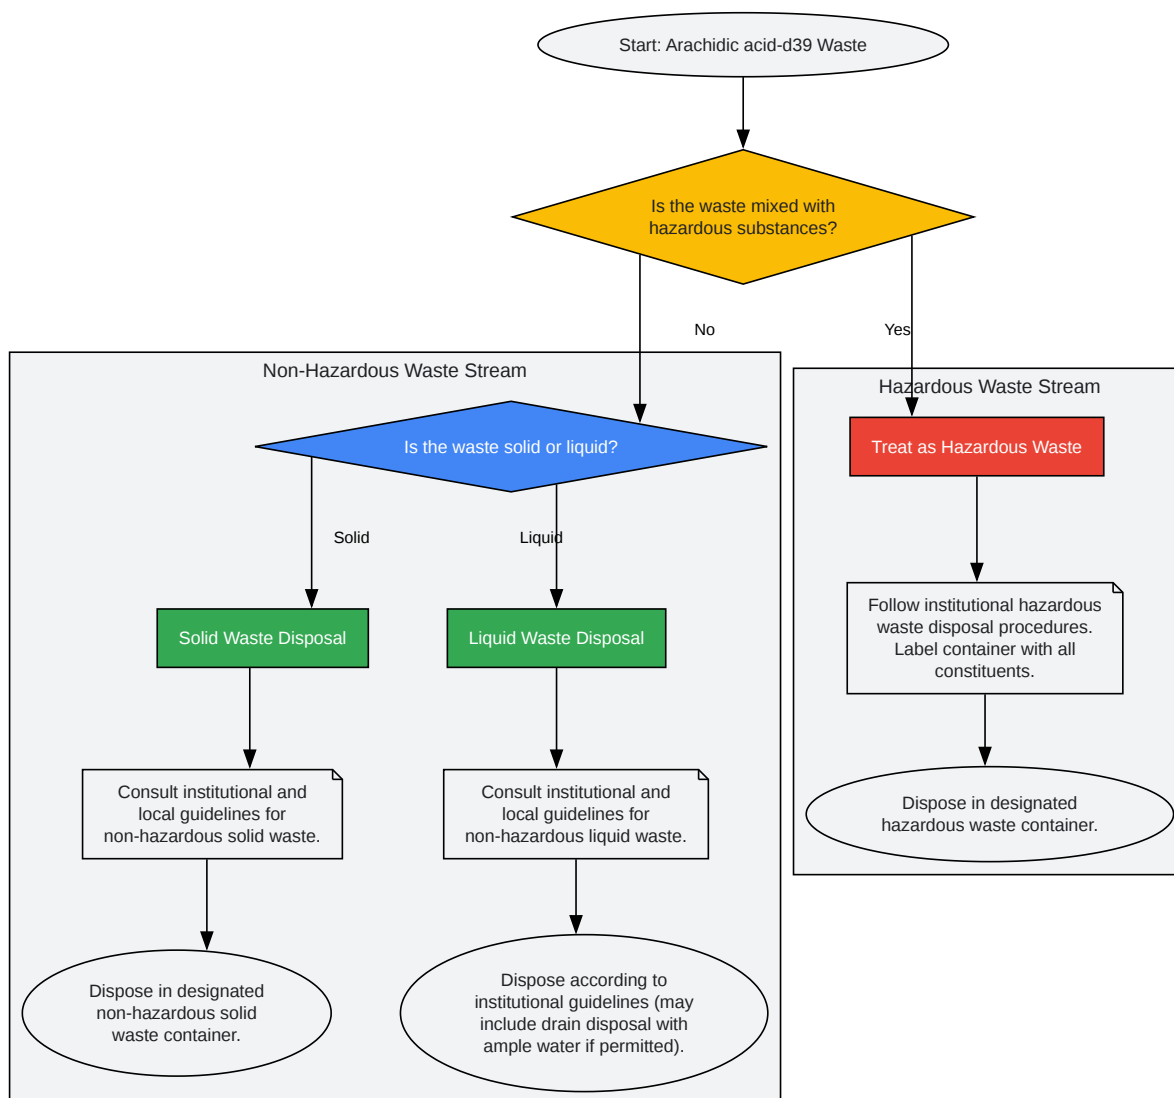 Start: Arachidic acid-d39 Waste
Is the waste mixed with
hazardous substances?
No
Yes
Non-Hazardous Waste Stream
Hazardous Waste Stream
Is the waste solid or liquid?
Treat as Hazardous Waste
Solid
Liquid
Solid Waste Disposal
Liquid Waste Disposal
Follow institutional hazardous
waste disposal procedures.
Label container with all
constituents.
Consult institutional and
local guidelines for
non-hazardous solid waste.
Consult institutional and
local guidelines for
non-hazardous liquid waste.
Dispose in designated
hazardous waste container.
Dispose in designated
non-hazardous solid
waste container.
Dispose according to
institutional guidelines (may
include drain disposal with
ample water if permitted).